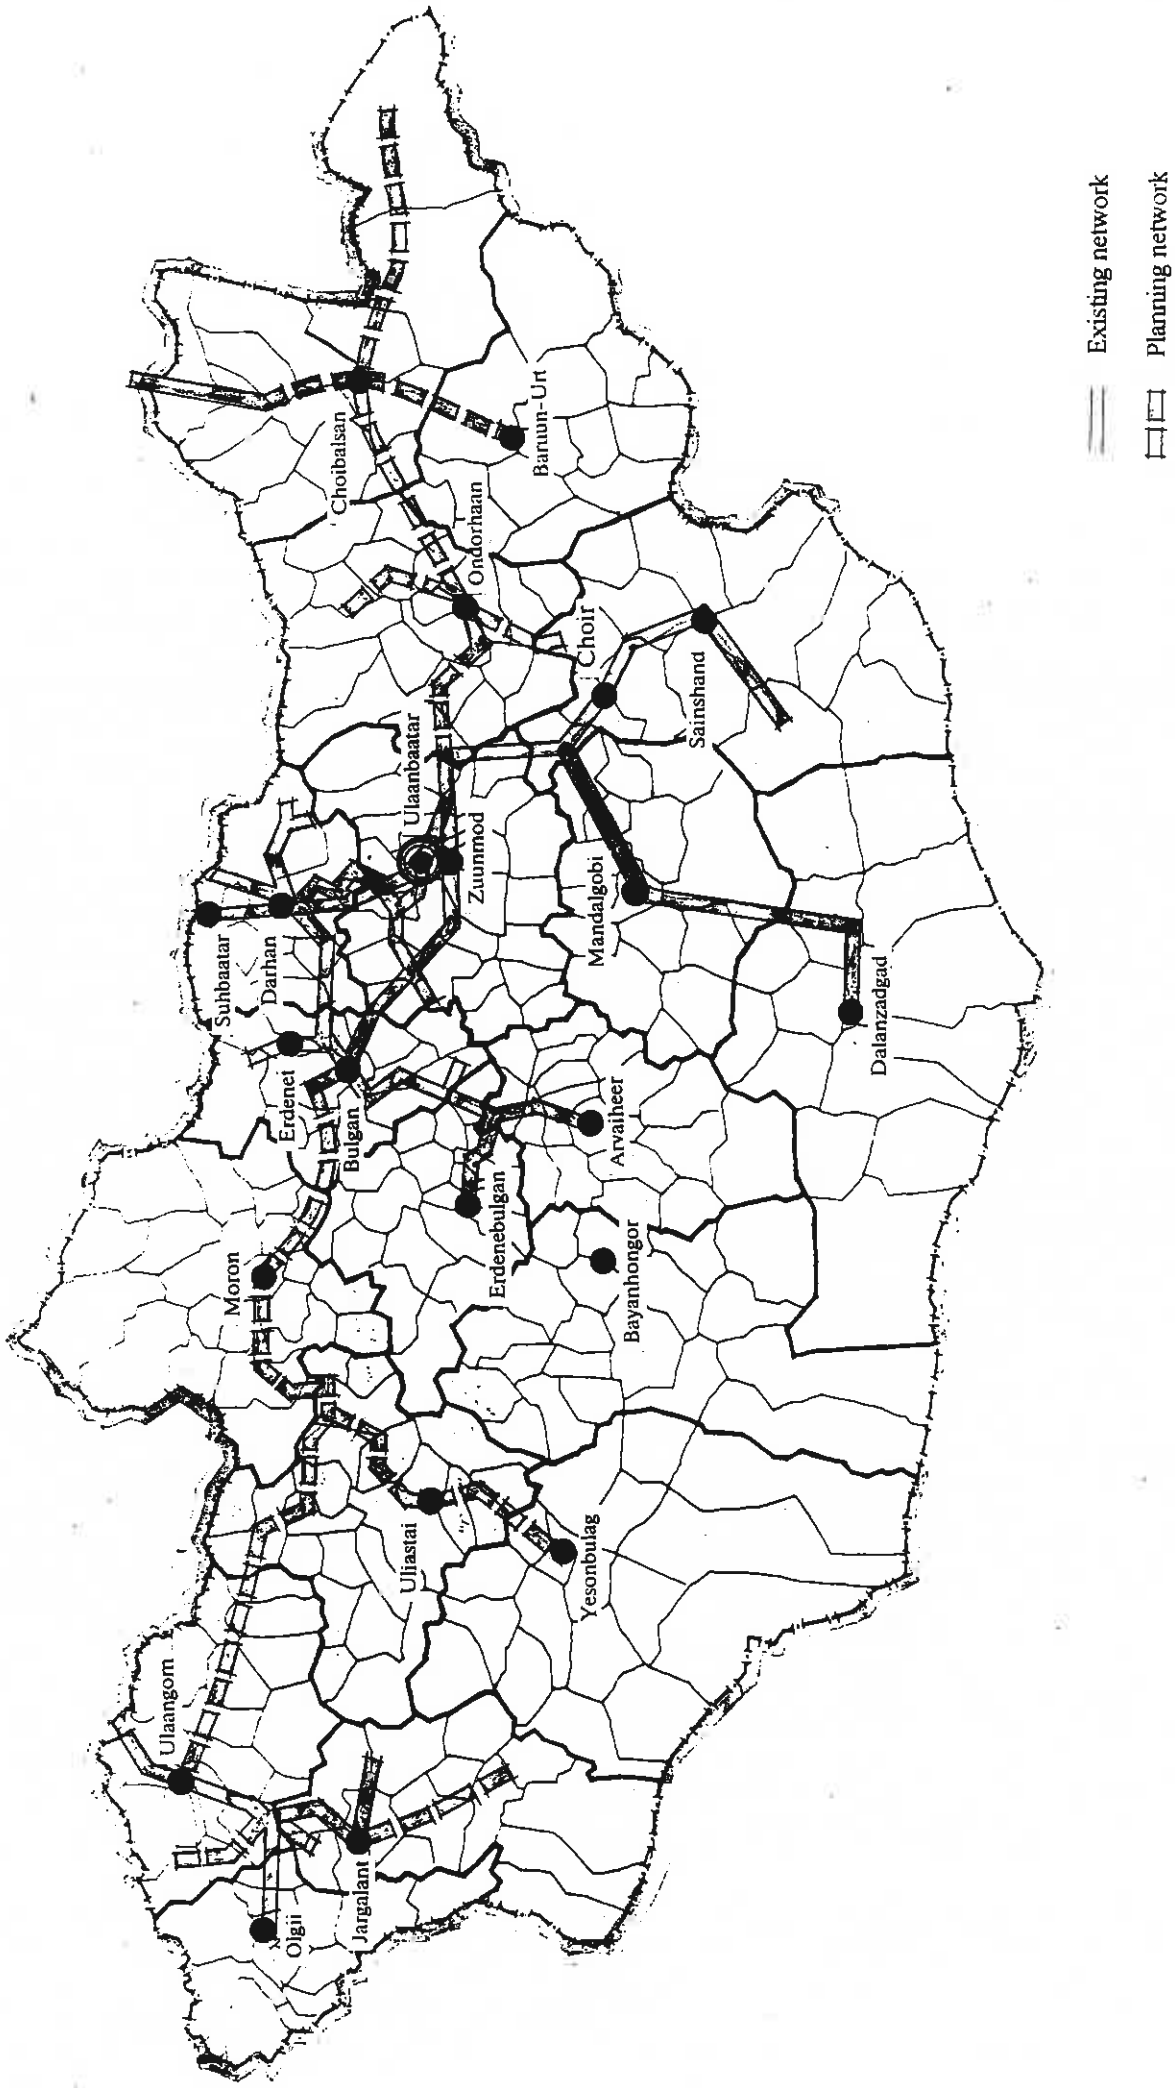 Ulaangom
Olgii
Jargalant
Uliastai
Yesonbulag
Moron
Erdenebulgan
Bayanhongor
Arvaiheer
Bulgan
Erdenet
Suhbaatar
Darhan
Ulaanbaatar
Zuunmod
Mandalgobi
Dalanzadgad
Choir
Sainshand
Ondorhaan
Choibalsan
Baruun-Urt
Existing network
Planning network